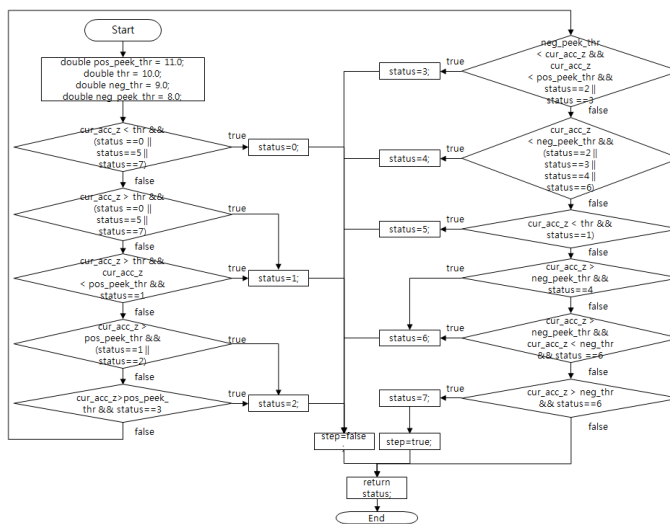 Start
double pos_peek_thr = 11.0;
double thr = 10.0;
double neg_thr = 9.0;
double neg_peek_thr = 8.0;
cur_acc_z < thr &&
(status ==0 ||
status==5 ||
status==7)
true
status=0;
false
cur_acc_z > thr &&
(status ==0 ||
status==5 ||
status==7)
true
false
cur_acc_z > thr &&
cur_acc_z
< pos_peek_thr &&
status==1
true
status=1;
false
cur_acc_z >
pos_peek_thr &&
(status==1 ||
status==2)
true
false
cur_acc_z>pos_peek_
thr && status==3
true
status=2;
false
neg_peek_thr
< cur_acc_z &&
cur_acc_z
< pos_peek_thr &&
status==2 ||
status ==3
true
status=3;
false
cur_acc_z
< neg_peek_thr &&
(status==2 ||
status==3 ||
status==4 ||
status==6)
true
status=4;
false
cur_acc_z < thr &&
status==1)
true
status=5;
false
cur_acc_z >
neg_peek_thr &&
status==4
true
false
cur_acc_z >
neg_peek_thr &&
cur_acc_z < neg_thr
&& status ==6
true
status=6;
false
cur_acc_z > neg_thr
&& status==6
true
status=7;
false
step=false
;
step=true;
return
status;
End